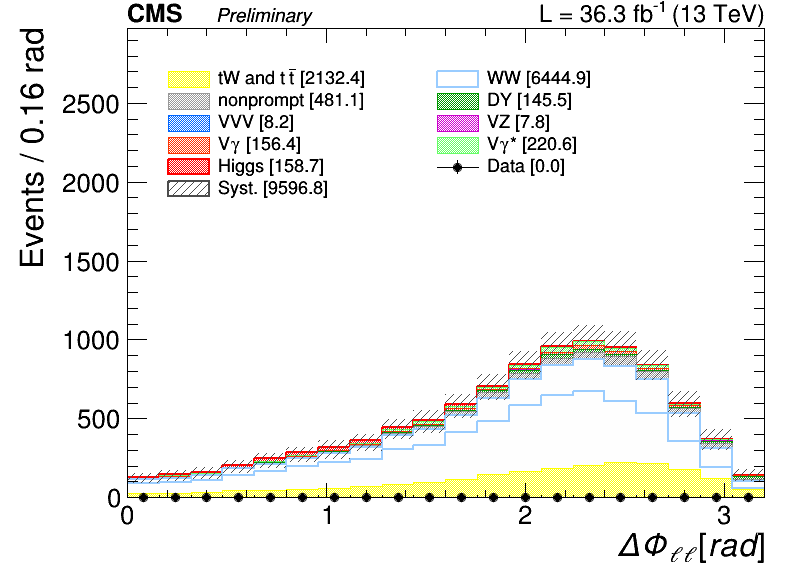 CMS Preliminary L = 36.3 fb⁻¹ (13 TeV)
Events / 0.16 rad
tW and tt̄ [2132.4]
nonprompt [481.1]
VVV [8.2]
Vγ [156.4]
Higgs [158.7]
Syst. [9596.8]
WW [6444.9]
DY [145.5]
VZ [7.8]
Vγ* [220.6]
Data [0.0]
2500
2000
1500
1000
500
0
0 1 2 3
ΔΦℓℓ[rad]